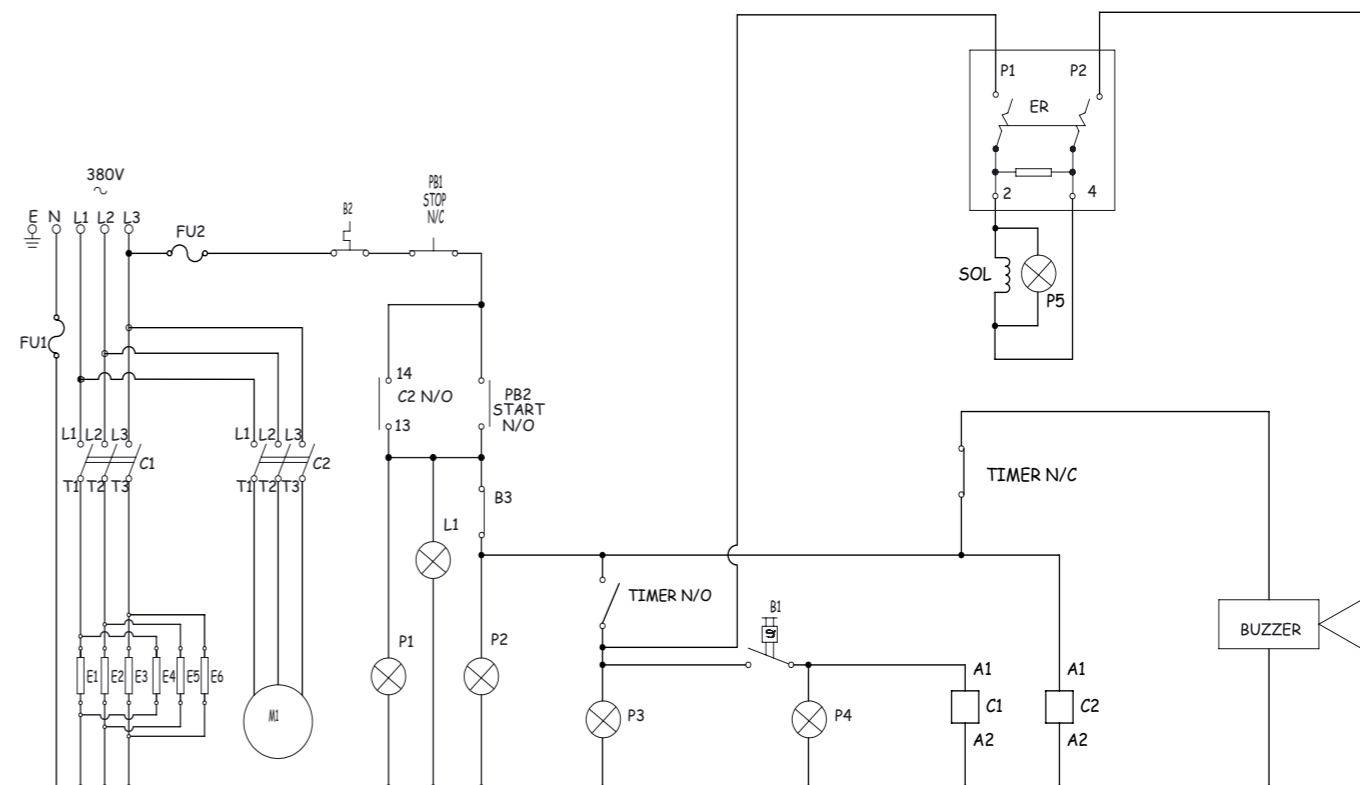 P1 P2
ER
2 4
SOL
P5
380V
~
E N L1 L2 L3
FU2
B2
PB1
STOP
N/C
FU1
14
C2 N/O
13
PB2
START
N/O
L1 L2 L3
C1
T1 T2 T3
L1 L2 L3
C2
T1 T2 T3
B3
L1
TIMER N/C
TIMER N/O
B1
BUZZER
P1
P2
E1 E2 E3 E4 E5 E6
M1
P3
P4
A1
C1
A2
A1
C2
A2